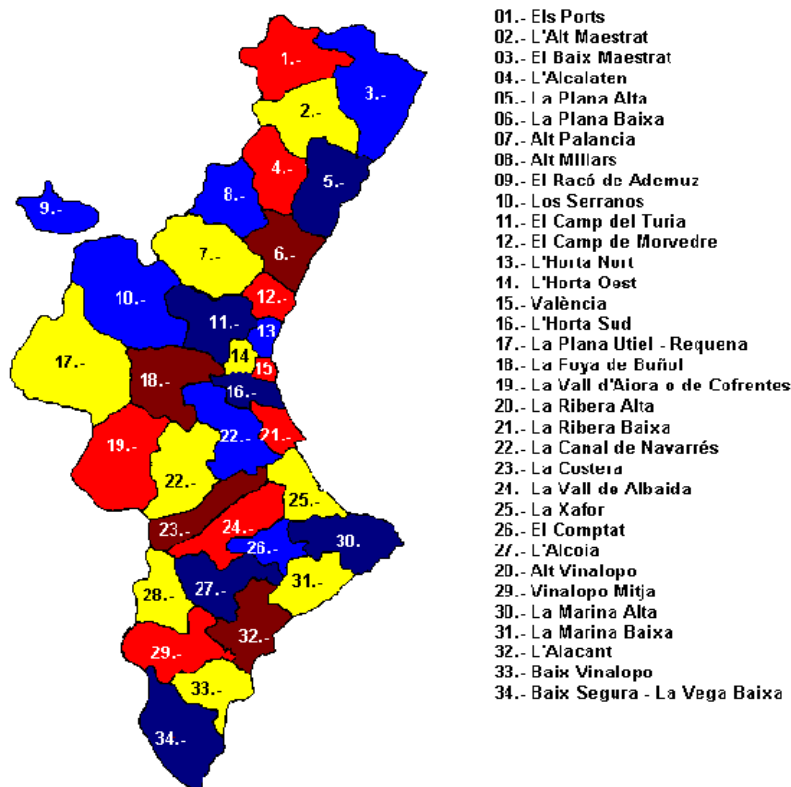 1.-
2.-
3.-
4.-
5.-
6.-
7.-
8.-
9.-
10.-
11.-
12.-
13
14
15
16.-
17.-
18.-
19.-
22.-
21.-
22.-
23.-
24.-
25.-
26.-
27.-
28.-
29.-
30.
31.-
32.-
33.-
34.-
01.- Els Ports
02.- L'Alt Maestrat
03.- El Baix Maestrat
04.- L'Alcalaten
05.- La Plana Alta
06.- La Plana Baixa
07.- Alt Palancia
08.- Alt Millars
09.- El Racó de Ademuz
10.- Los Serranos
11.- El Camp del Turia
12.- El Camp de Morvedre
13.- L'Horta Nort
14. L'Horta Oest
15.- València
16.- L'Horta Sud
17.- La Plana Utiel - Requena
18.- La Foya de Buñol
19.- La Vall d'Aiora o de Cofrentes
20.- La Ribera Alta
21.- La Ribera Baixa
22.- La Canal de Navarrés
23.- La Costera
24. La Vall de Albaida
25.- La Xafor
26.- El Comptat
27.- L'Alcoia
28.- Alt Vinalopo
29.- Vinalopo Mitja
30.- La Marina Alta
31.- La Marina Baixa
32.- L'Alacant
33.- Baix Vinalopo
34.- Baix Segura - La Vega Baixa